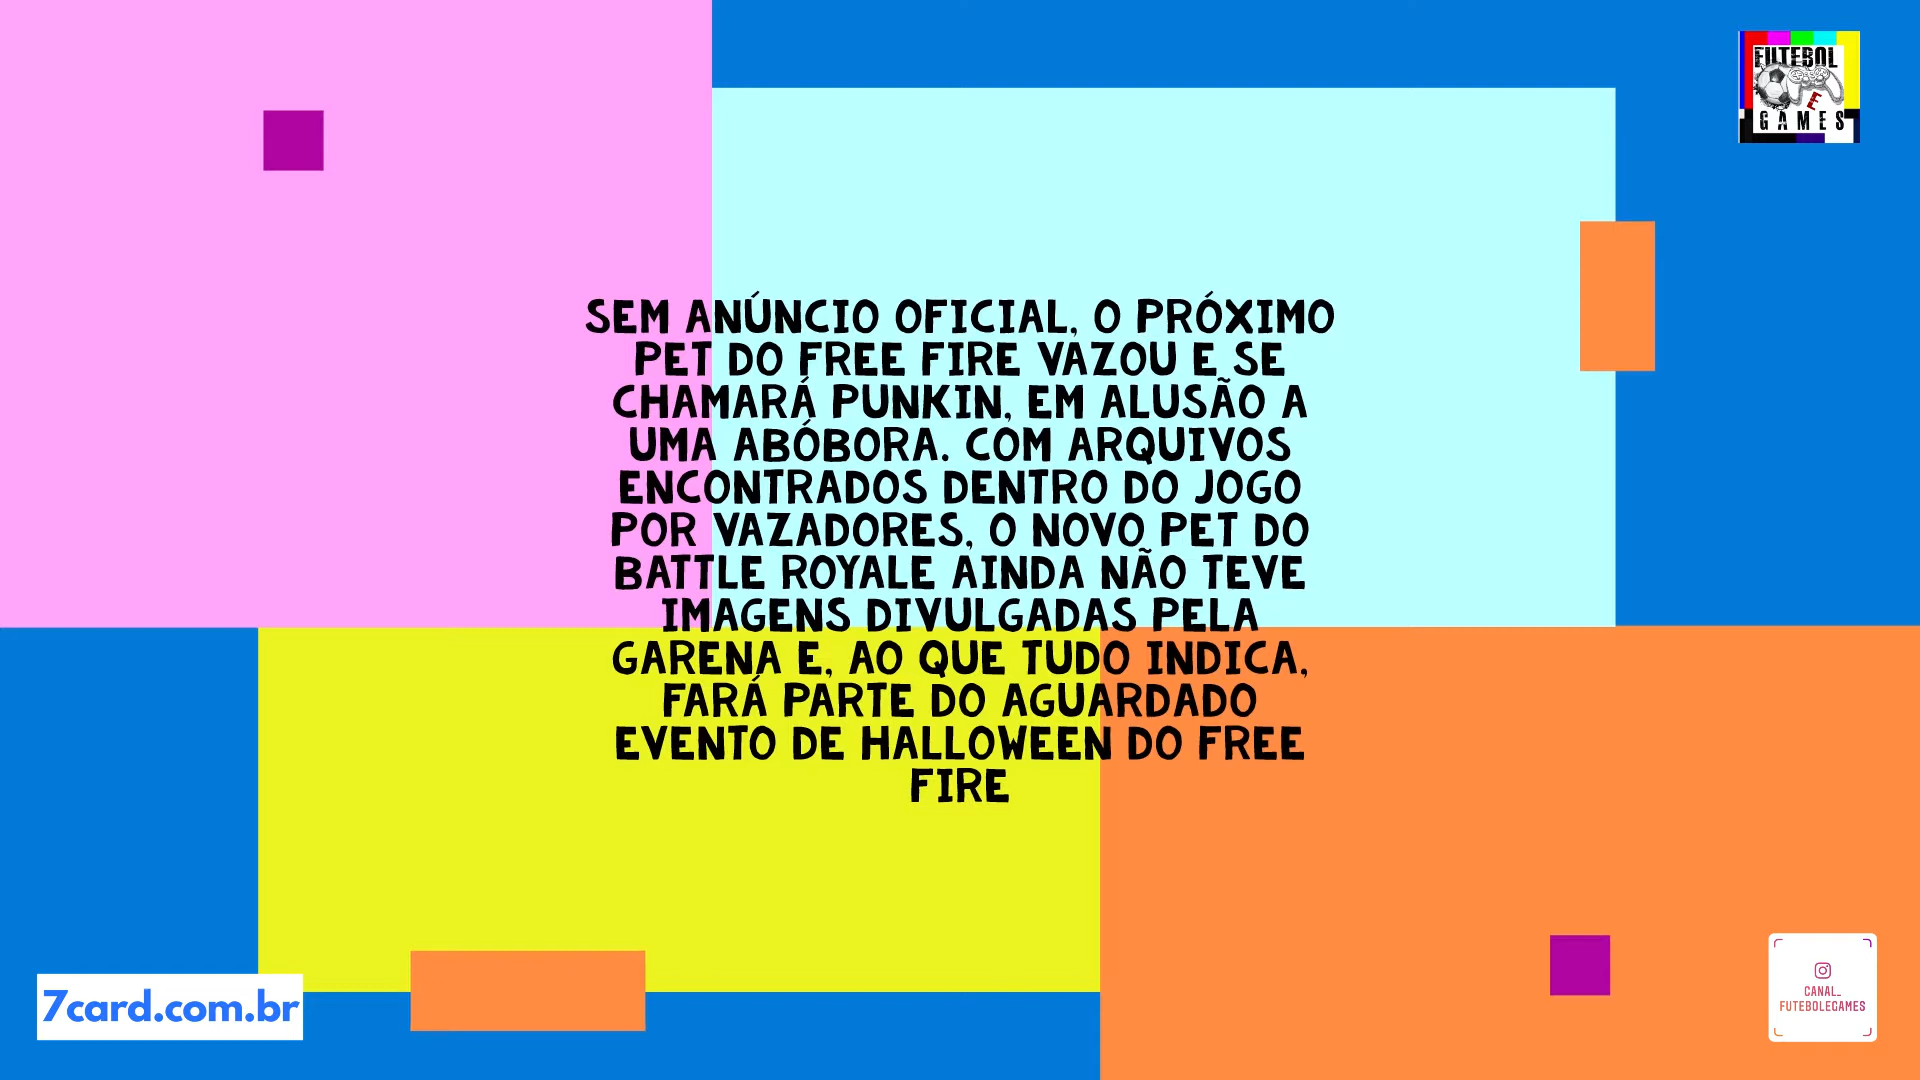 FUTEBOL
E
GAMES
SEM ANÚNCIO OFICIAL, O PRÓXIMO
PET DO FREE FIRE VAZOU E SE
CHAMARÁ PUNKIN, EM ALUSÃO A
UMA ABÓBORA. COM ARQUIVOS
ENCONTRADOS DENTRO DO JOGO
POR VAZADORES, O NOVO PET DO
BATTLE ROYALE AINDA NÃO TEVE
IMAGENS DIVULGADAS PELA
GARENA E, AO QUE TUDO INDICA,
FARÁ PARTE DO AGUARDADO
EVENTO DE HALLOWEEN DO FREE
FIRE
7card.com.br
CANAL_
FUTEBOLEGAMES